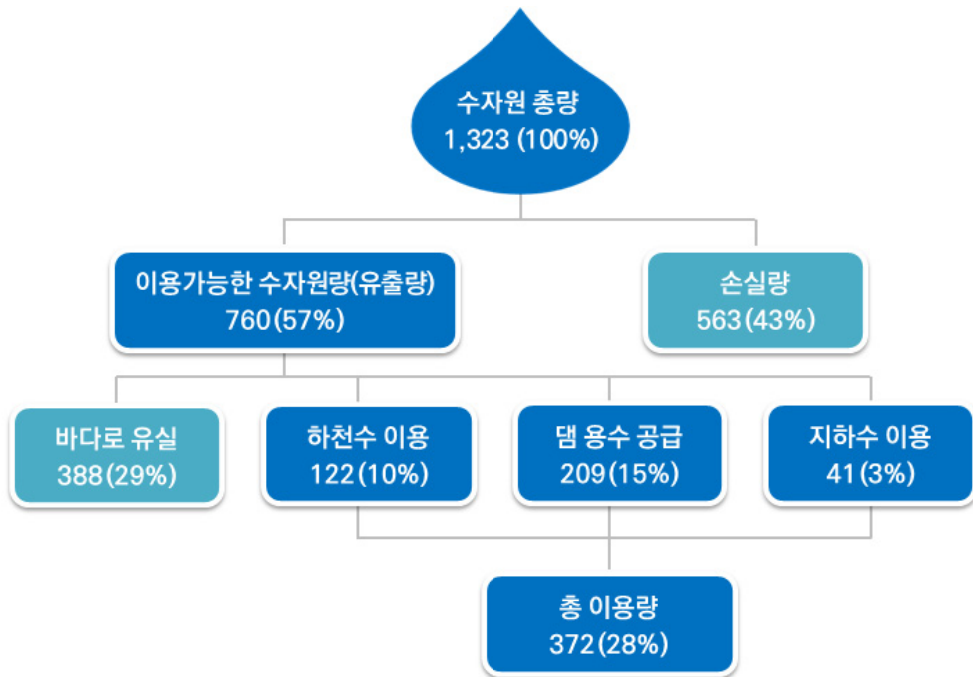 수자원 총량
1,323 (100%)
이용가능한 수자원량(유출량)
760(57%)
손실량
563(43%)
바다로 유실
388(29%)
하천수 이용
122(10%)
댐 용수 공급
209(15%)
지하수 이용
41(3%)
총 이용량
372(28%)